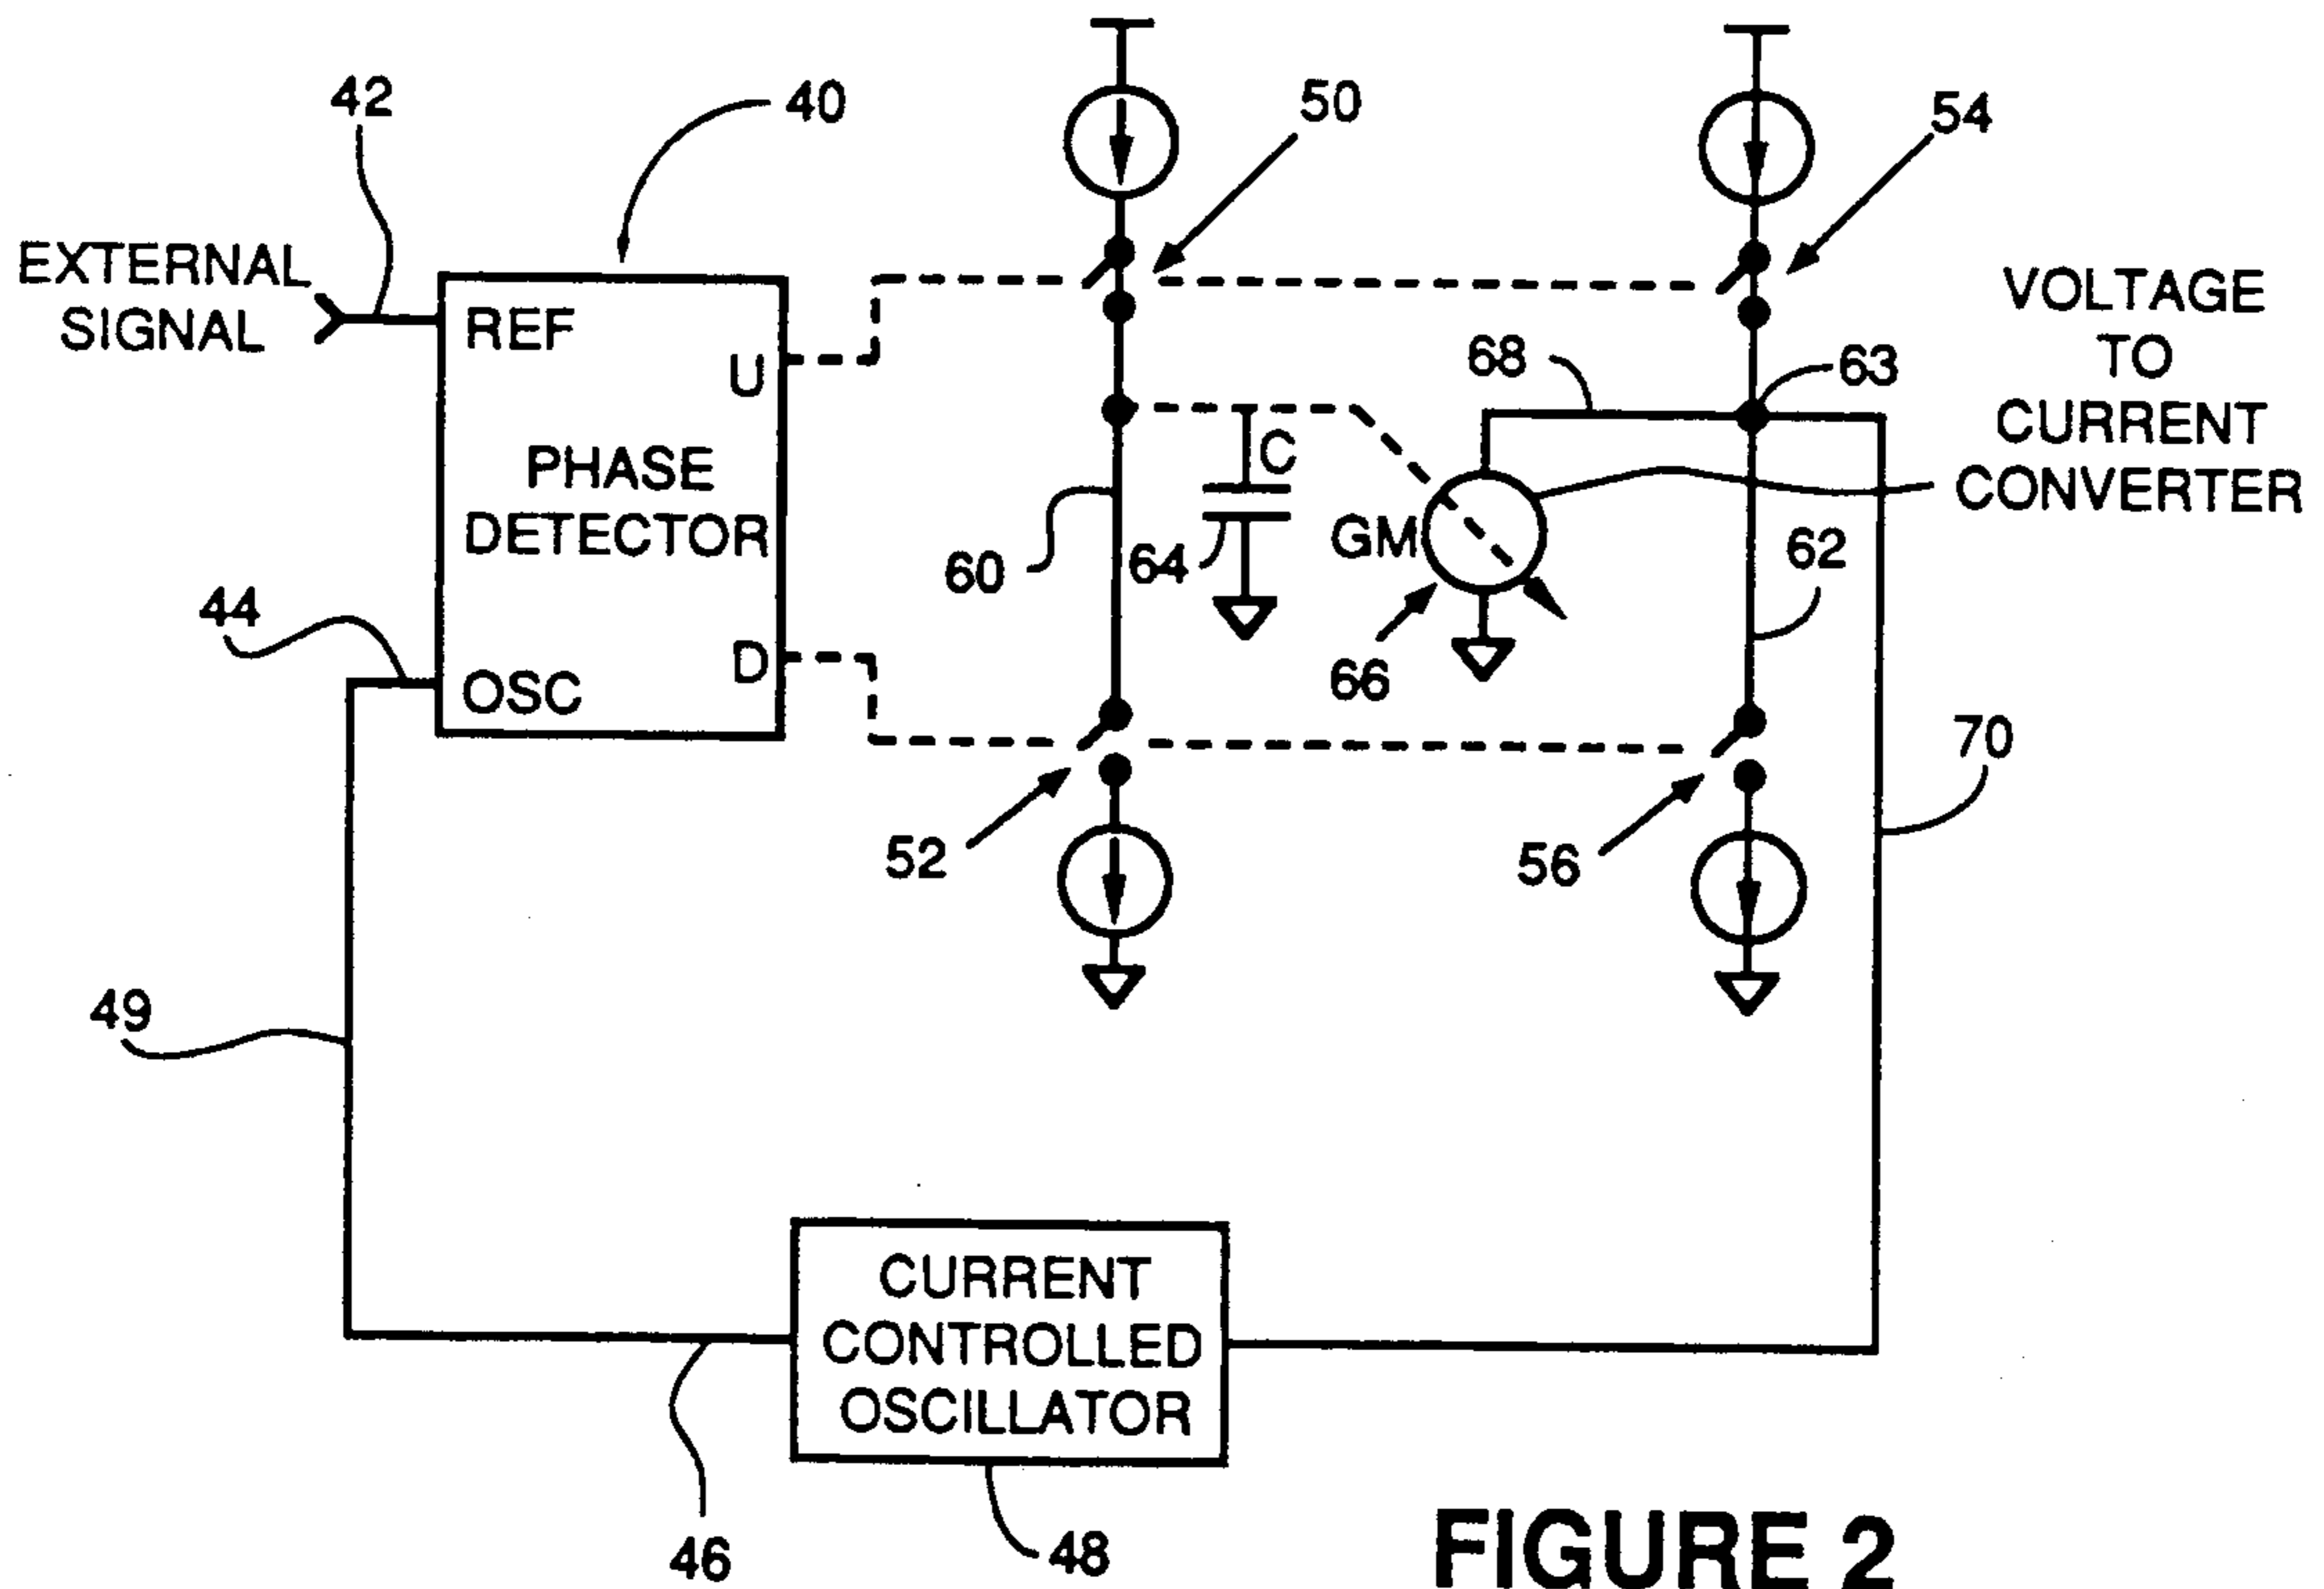 42
40
50
54
EXTERNAL
SIGNAL
REF
U
PHASE
DETECTOR
D
OSC
44
68
63
VOLTAGE
TO
CURRENT
CONVERTER
C
GM
60
64
62
66
70
52
56
49
CURRENT
CONTROLLED
OSCILLATOR
46
48
FIGURE 2